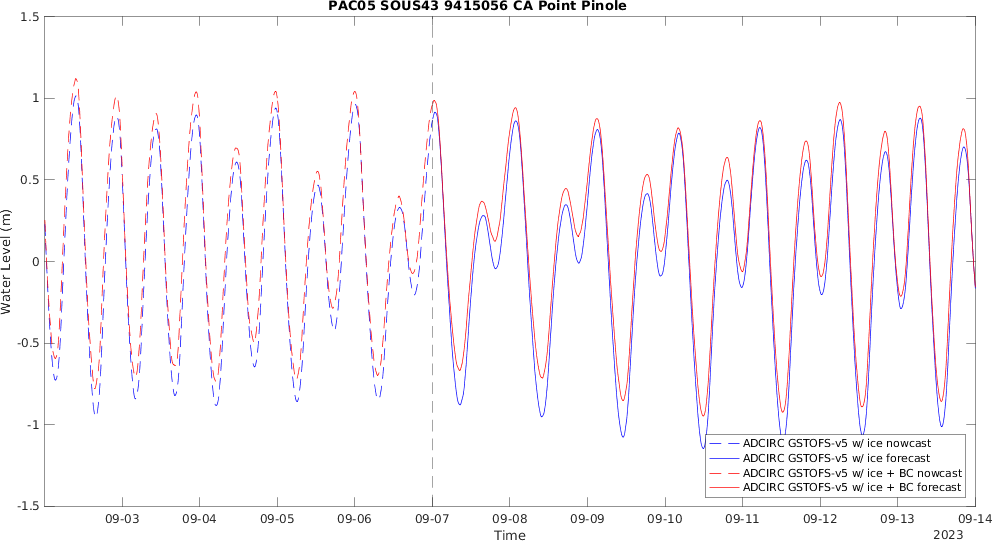 PAC05 SOUS43 9415056 CA Point Pinole
1.5
1
0.5
0
-0.5
-1
-1.5
Water Level (m)
ADCIRC GSTOFS-v5 w/ ice nowcast
ADCIRC GSTOFS-v5 w/ ice forecast
ADCIRC GSTOFS-v5 w/ ice + BC nowcast
ADCIRC GSTOFS-v5 w/ ice + BC forecast
09-03 09-04 09-05 09-06 09-07 09-08 09-09 09-10 09-11 09-12 09-13 09-14
Time
2023